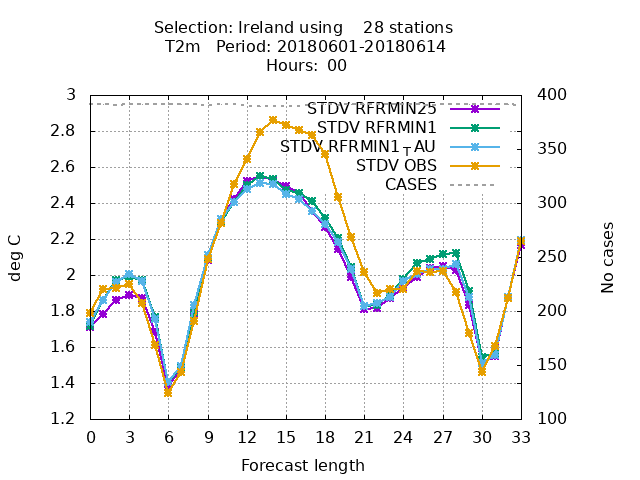 Selection: Ireland using    28 stations
T2m   Period: 20180601-20180614
Hours: 00
3
2.8
2.6
2.4
2.2
2
1.8
1.6
1.4
1.2
deg C
400
350
300
250
200
150
100
No cases
STDV RFRMIN25
STDV RFRMIN1
STDV RFRMIN1_TAU
STDV OBS
CASES
0 3 6 9 12 15 18 21 24 27 30 33
Forecast length